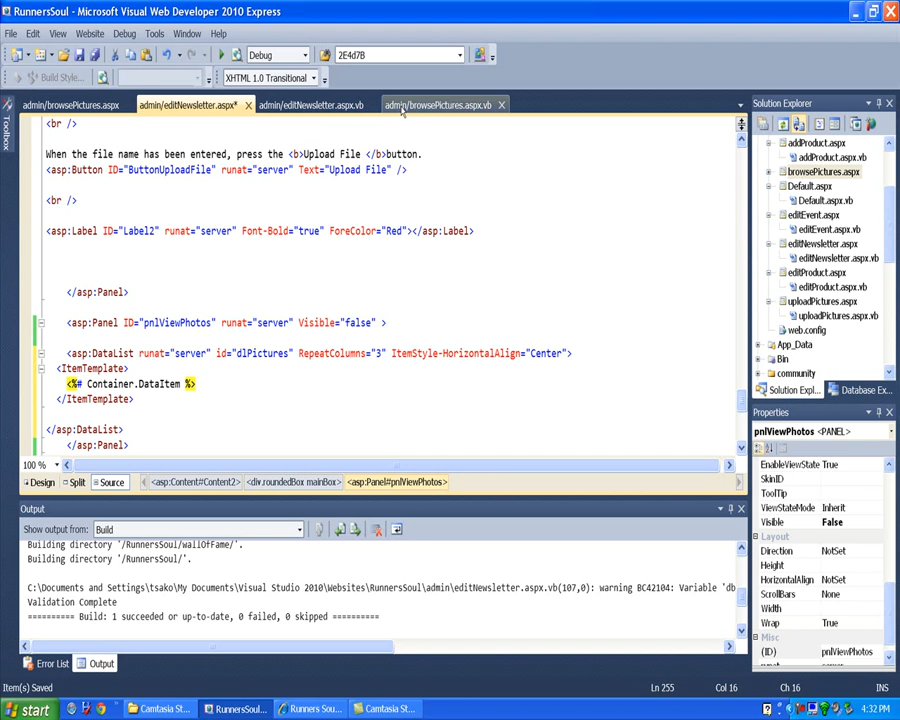 RunnersSoul - Microsoft Visual Web Developer 2010 Express
File Edit View Website Debug Tools Window Help
Debug 2E4d7B
Build Style... XHTML 1.0 Transitional
admin/browsePictures.aspx admin/editNewsletter.aspx* admin/editNewsletter.aspx.vb admin/browsePictures.aspx.vb
Toolbox
<br />
When the file name has been entered, press the <b>Upload File </b>button.
<asp:Button ID="ButtonUploadFile" runat="server" Text="Upload File" />
<br />
<asp:Label ID="Label2" runat="server" Font-Bold="true" ForeColor="Red"></asp:Label>
</asp:Panel>
<asp:Panel ID="pnlViewPhotos" runat="server" Visible="false" >
<asp:DataList runat="server" id="dlPictures" RepeatColumns="3" ItemStyle-HorizontalAlign="Center">
<ItemTemplate>
<%# Container.DataItem %>
</ItemTemplate>
</asp:DataList>
</asp:Panel>
100 %
Design Split Source <asp:Content#Content2> <div.roundedBox mainBox> <asp:Panel#pnlViewPhotos>
Output
Show output from: Build
Building directory '/RunnersSoul/wallOfFame/'.
Building directory '/RunnersSoul/'.
C:\Documents and Settings\tsako\My Documents\Visual Studio 2010\Websites\RunnersSoul\admin\editNewsletter.aspx.vb(107,0): warning BC42104: Variable 'db
Validation Complete
========== Build: 1 succeeded or up-to-date, 0 failed, 0 skipped ==========
Error List Output
Solution Explorer
addProduct.aspx
addProduct.aspx.vb
browsePictures.aspx
Default.aspx
Default.aspx.vb
editEvent.aspx
editEvent.aspx.vb
editNewsletter.aspx
editNewsletter.aspx.vb
editProduct.aspx
editProduct.aspx.vb
uploadPictures.aspx
uploadPictures.aspx.vb
web.config
App_Data
Bin
community
Solution Expl... Database Ex...
Properties
pnlViewPhotos <PANEL>
EnableViewState True
SkinID
ToolTip
ViewStateMode Inherit
Visible False
Layout
Direction NotSet
Height
HorizontalAlign NotSet
ScrollBars None
Width
Wrap True
Misc
(ID) pnlViewPhotos
Item(s) Saved Ln 255 Col 16 Ch 16 INS
start Camtasia St... RunnersSoul... Runners Sou... Camtasia St... 4:32 PM